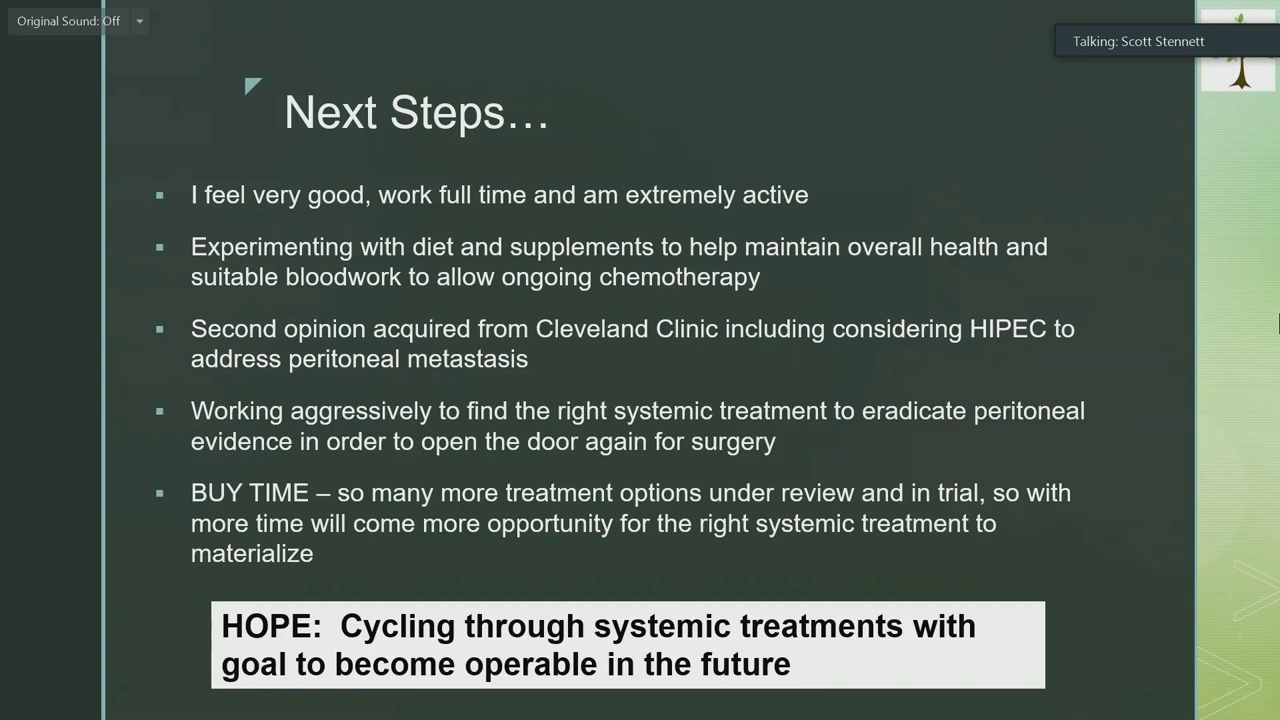 Original Sound: Off
Talking: Scott Stennett
Next Steps…
▪ I feel very good, work full time and am extremely active
▪ Experimenting with diet and supplements to help maintain overall health and
suitable bloodwork to allow ongoing chemotherapy
▪ Second opinion acquired from Cleveland Clinic including considering HIPEC to
address peritoneal metastasis
▪ Working aggressively to find the right systemic treatment to eradicate peritoneal
evidence in order to open the door again for surgery
▪ BUY TIME – so many more treatment options under review and in trial, so with
more time will come more opportunity for the right systemic treatment to
materialize
HOPE:  Cycling through systemic treatments with
goal to become operable in the future